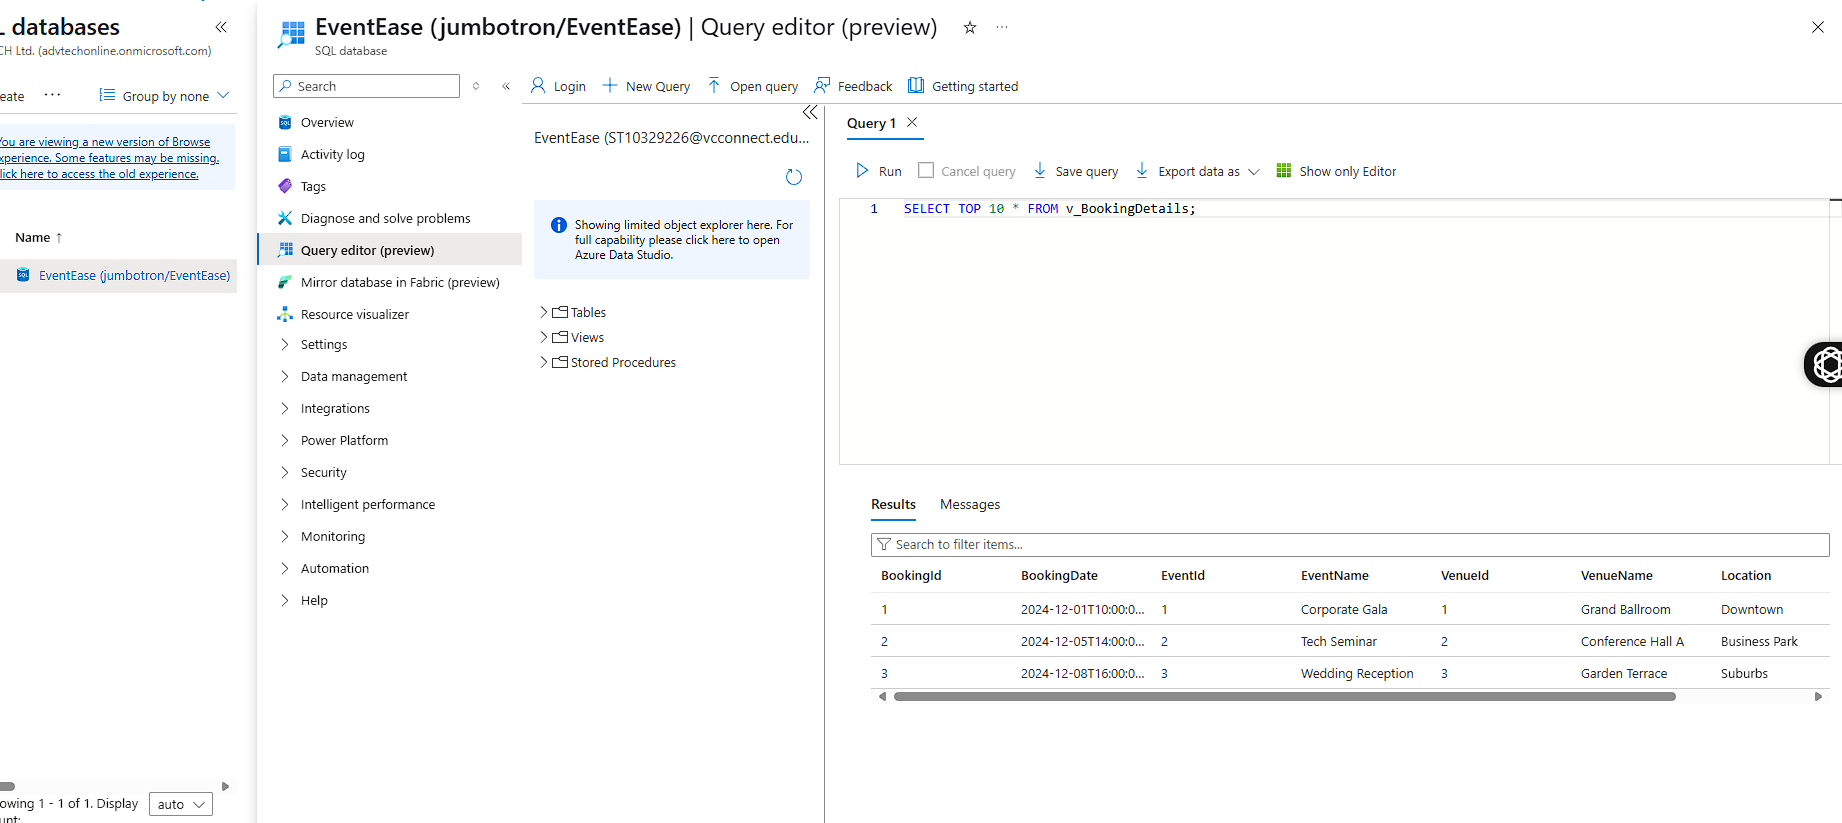 L databases
CH Ltd. (advtechonline.onmicrosoft.com)
eate ··· Group by none
You are viewing a new version of Browse
xperience. Some features may be missing.
lick here to access the old experience.
Name ↑
EventEase (jumbotron/EventEase)
owing 1 - 1 of 1. Display
unt:
auto
EventEase (jumbotron/EventEase) | Query editor (preview)
SQL database
Search
Overview
Activity log
Tags
Diagnose and solve problems
Query editor (preview)
Mirror database in Fabric (preview)
Resource visualizer
Settings
Data management
Integrations
Power Platform
Security
Intelligent performance
Monitoring
Automation
Help
Login New Query Open query Feedback Getting started
EventEase (ST10329226@vcconnect.edu...
Showing limited object explorer here. For
full capability please click here to open
Azure Data Studio.
Tables
Views
Stored Procedures
Query 1
Run Cancel query Save query Export data as Show only Editor
1 SELECT TOP 10 * FROM v_BookingDetails;
Results Messages
Search to filter items...
BookingId BookingDate EventId EventName VenueId VenueName Location
1 2024-12-01T10:00:0... 1 Corporate Gala 1 Grand Ballroom Downtown
2 2024-12-05T14:00:0... 2 Tech Seminar 2 Conference Hall A Business Park
3 2024-12-08T16:00:0... 3 Wedding Reception 3 Garden Terrace Suburbs